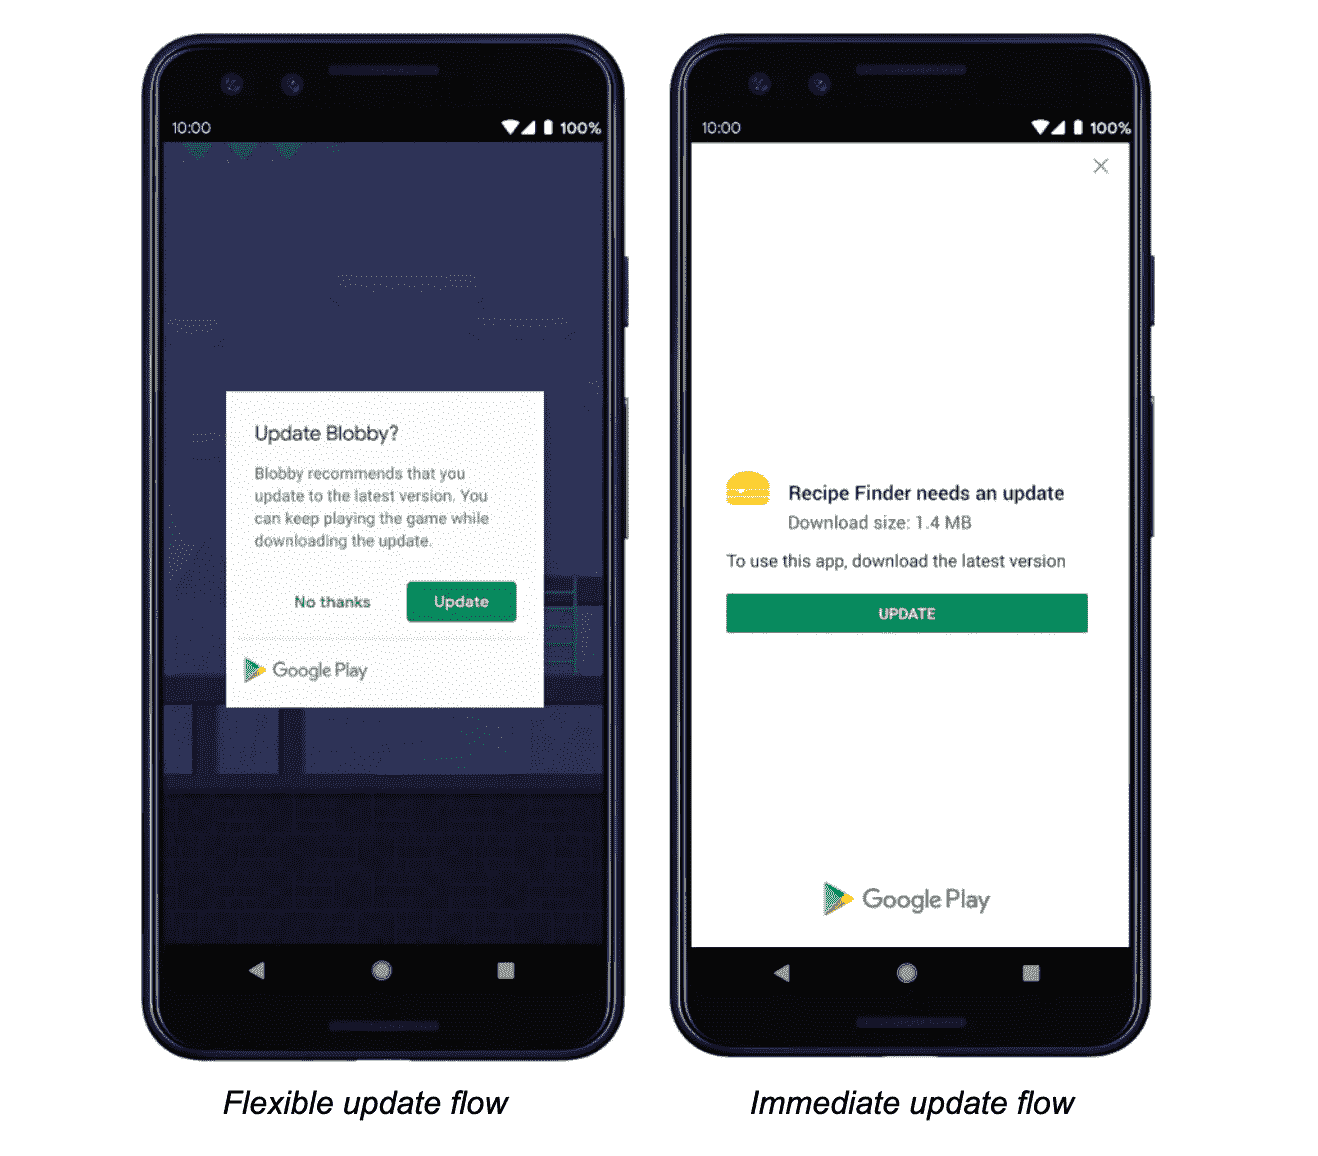 10:00
100%
Update Blobby?
Blobby recommends that you
update to the latest version. You
can keep playing the game while
downloading the update.
No thanks
Update
Google Play
Flexible update flow
10:00
100%
Recipe Finder needs an update
Download size: 1.4 MB
To use this app, download the latest version
UPDATE
Google Play
Immediate update flow